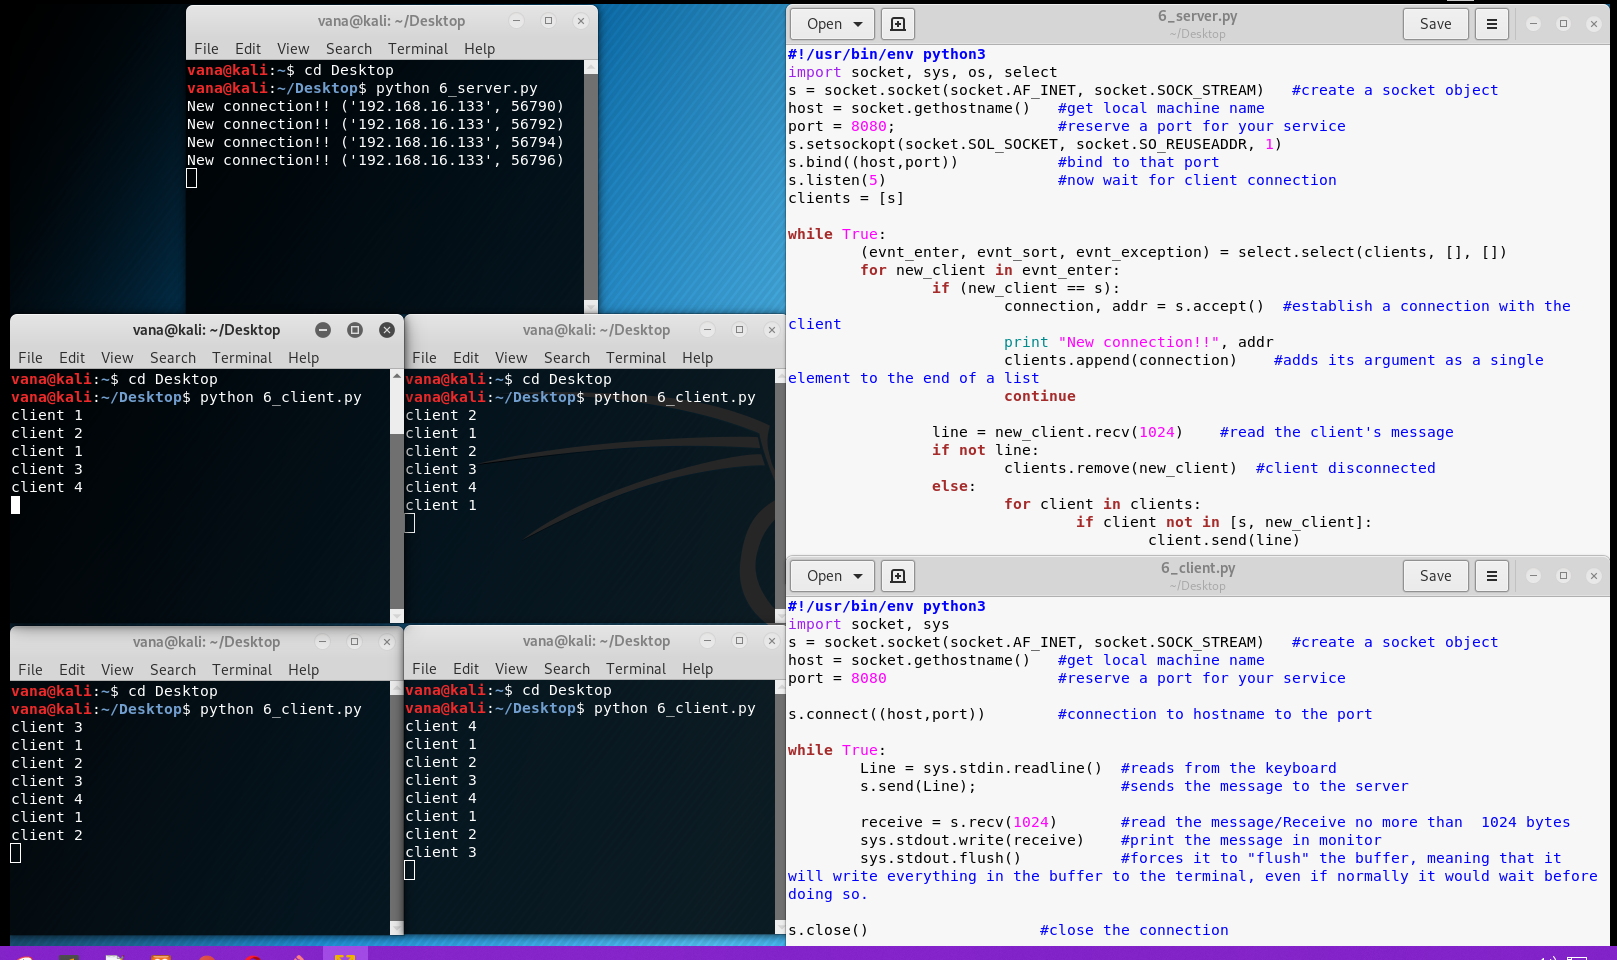 vana@kali: ~/Desktop
File Edit View Search Terminal Help
vana@kali:~$ cd Desktop
vana@kali:~/Desktop$ python 6_server.py
New connection!! ('192.168.16.133', 56790)
New connection!! ('192.168.16.133', 56792)
New connection!! ('192.168.16.133', 56794)
New connection!! ('192.168.16.133', 56796)
vana@kali: ~/Desktop
File Edit View Search Terminal Help
vana@kali:~$ cd Desktop
vana@kali:~/Desktop$ python 6_client.py
client 1
client 2
client 1
client 3
client 4
vana@kali: ~/Desktop
File Edit View Search Terminal Help
vana@kali:~$ cd Desktop
vana@kali:~/Desktop$ python 6_client.py
client 2
client 1
client 2
client 3
client 4
client 1
vana@kali: ~/Desktop
File Edit View Search Terminal Help
vana@kali:~$ cd Desktop
vana@kali:~/Desktop$ python 6_client.py
client 3
client 1
client 2
client 3
client 4
client 1
client 2
vana@kali: ~/Desktop
File Edit View Search Terminal Help
vana@kali:~$ cd Desktop
vana@kali:~/Desktop$ python 6_client.py
client 4
client 1
client 2
client 3
client 4
client 1
client 2
client 3
Open 6_server.py Save
~/Desktop
#!/usr/bin/env python3
import socket, sys, os, select
s = socket.socket(socket.AF_INET, socket.SOCK_STREAM) #create a socket object
host = socket.gethostname() #get local machine name
port = 8080; #reserve a port for your service
s.setsockopt(socket.SOL_SOCKET, socket.SO_REUSEADDR, 1)
s.bind((host,port)) #bind to that port
s.listen(5) #now wait for client connection
clients = [s]
while True:
(evnt_enter, evnt_sort, evnt_exception) = select.select(clients, [], [])
for new_client in evnt_enter:
if (new_client == s):
connection, addr = s.accept() #establish a connection with the
client
print "New connection!!", addr
clients.append(connection) #adds its argument as a single
element to the end of a list
continue
line = new_client.recv(1024) #read the client's message
if not line:
clients.remove(new_client) #client disconnected
else:
for client in clients:
if client not in [s, new_client]:
client.send(line)
Open 6_client.py Save
~/Desktop
#!/usr/bin/env python3
import socket, sys
s = socket.socket(socket.AF_INET, socket.SOCK_STREAM) #create a socket object
host = socket.gethostname() #get local machine name
port = 8080 #reserve a port for your service
s.connect((host,port)) #connection to hostname to the port
while True:
Line = sys.stdin.readline() #reads from the keyboard
s.send(Line); #sends the message to the server
receive = s.recv(1024) #read the message/Receive no more than 1024 bytes
sys.stdout.write(receive) #print the message in monitor
sys.stdout.flush() #forces it to "flush" the buffer, meaning that it
will write everything in the buffer to the terminal, even if normally it would wait before
doing so.
s.close() #close the connection